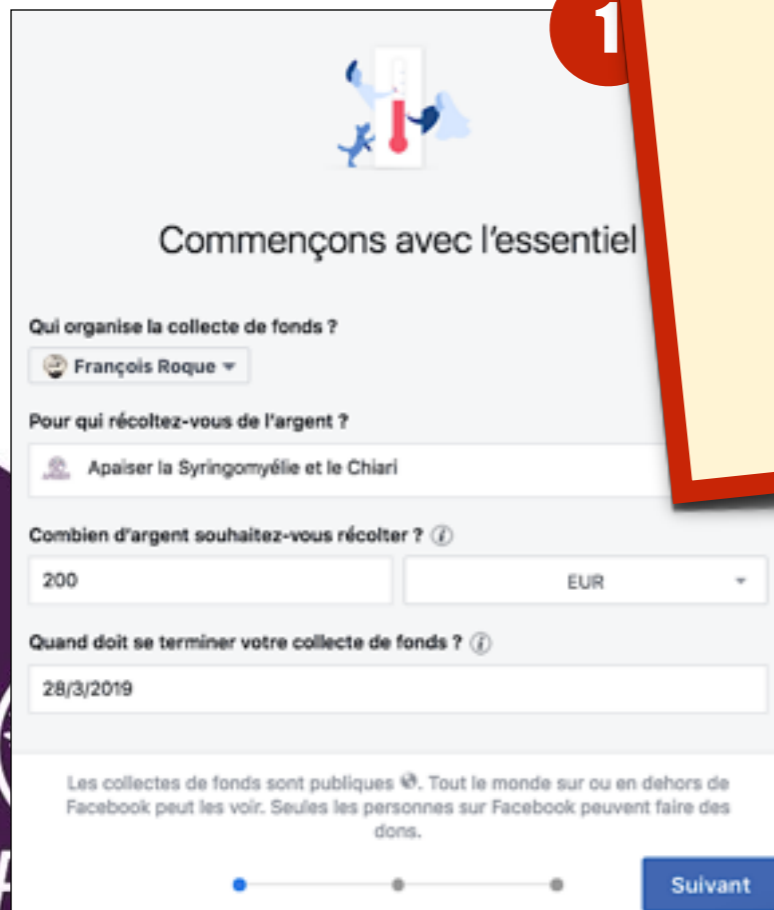 1
Commençons avec l'essentiel
Qui organise la collecte de fonds ?
François Roque
Pour qui récoltez-vous de l'argent ?
Apaiser la Syringomyélie et le Chiari
Combien d'argent souhaitez-vous récolter ?
200 EUR
Quand doit se terminer votre collecte de fonds ?
28/3/2019
Les collectes de fonds sont publiques. Tout le monde sur ou en dehors de
Facebook peut les voir. Seules les personnes sur Facebook peuvent faire des
dons.
Suivant